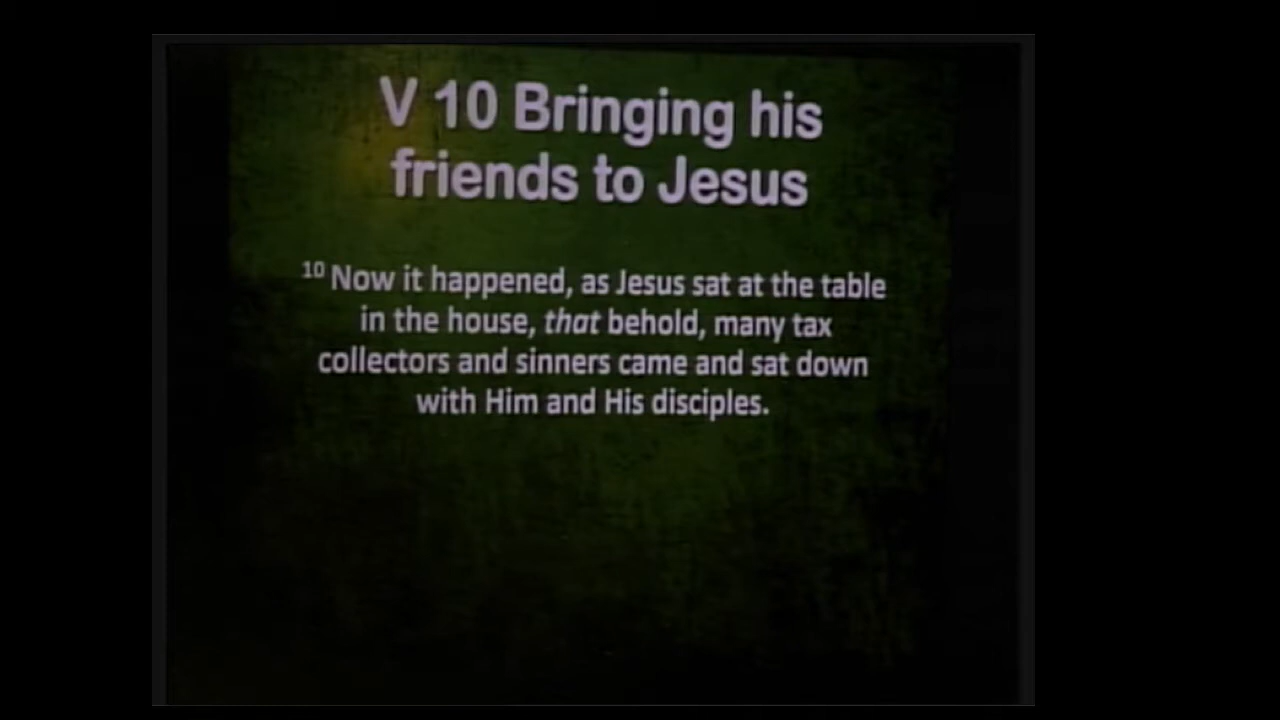 V 10 Bringing his
friends to Jesus
10 Now it happened, as Jesus sat at the table
in the house, that behold, many tax
collectors and sinners came and sat down
with Him and His disciples.